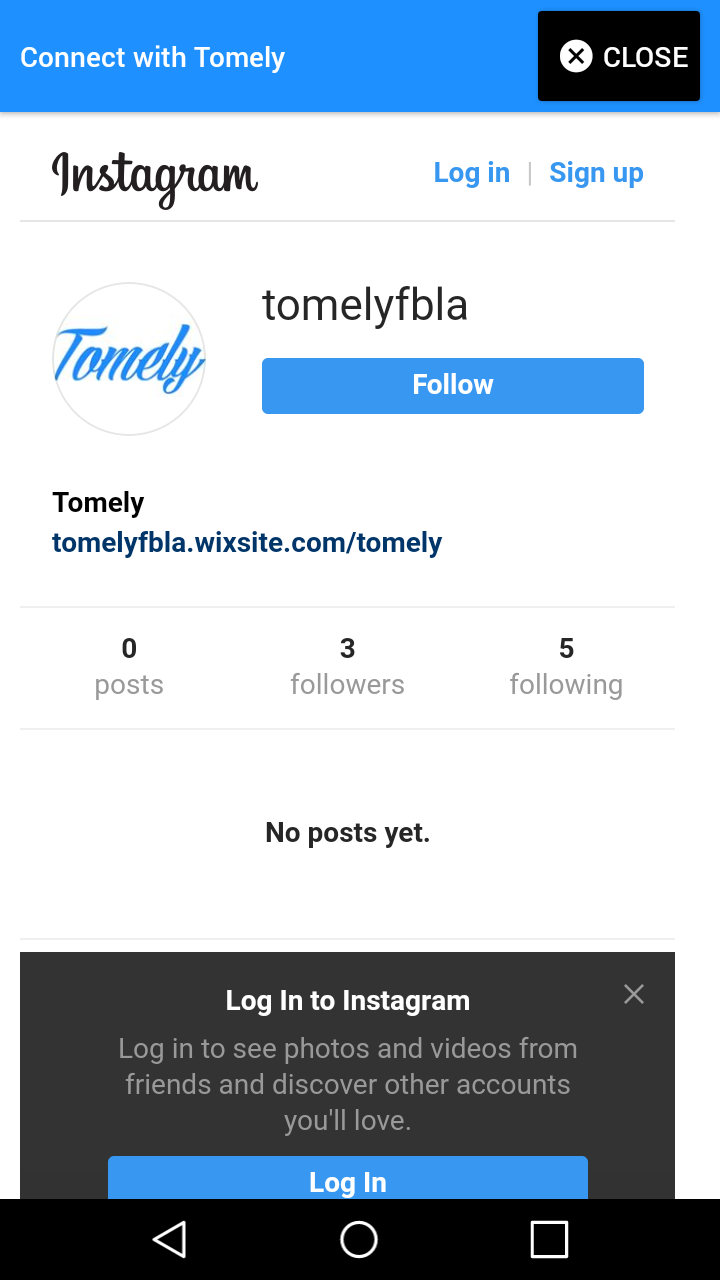 Connect with Tomely
CLOSE
Instagram
Log in | Sign up
Tomely
tomelyfbla
Follow
Tomely
tomelyfbla.wixsite.com/tomely
0 3 5
posts followers following
No posts yet.
Log In to Instagram
Log in to see photos and videos from
friends and discover other accounts
you'll love.
Log In